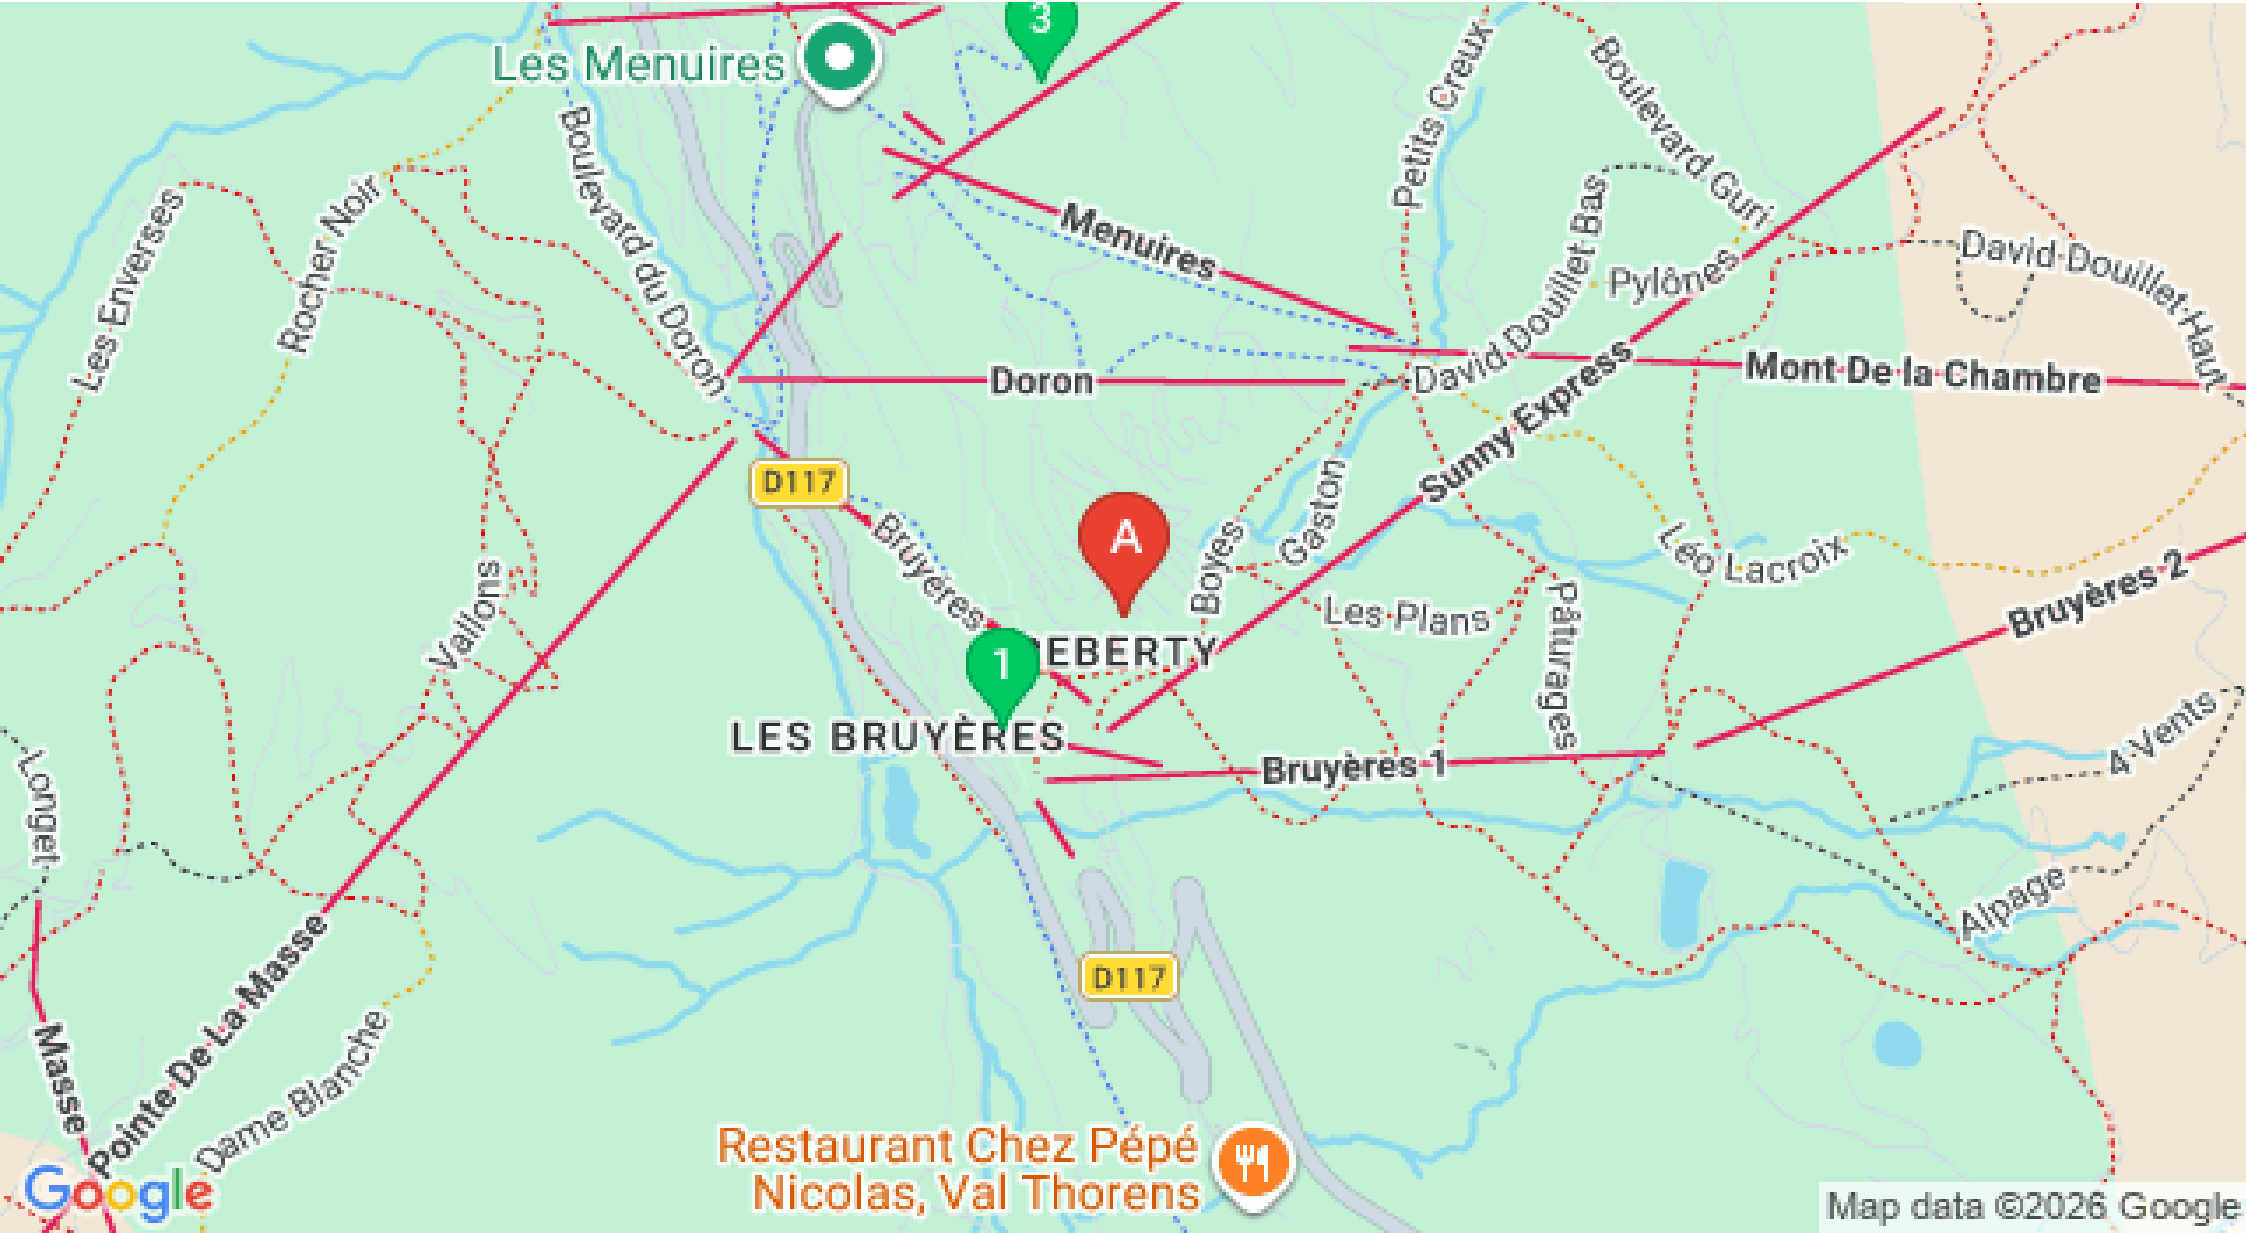 3
Les Menuires
Petits Creux
Boulevard Guri
Boulevard du Doron
Les Enverses
Rocher Noir
Menuires
David Douillet Bas
Pylônes
David Douillet Haut
Doron
Mont De la Chambre
Sunny Express
D117
Bruyères
A
Boyes
Gaston
Léo Lacroix
Les Plans
Pâturages
Bruyères 2
Vallons
EBERTY
1
LES BRUYÈRES
Bruyères 1
4 Vents
Longet
Alpage
D117
Pointe De La Masse
Masse
Dame Blanche
Restaurant Chez Pépé
Nicolas, Val Thorens
Google
Map data ©2026 Google